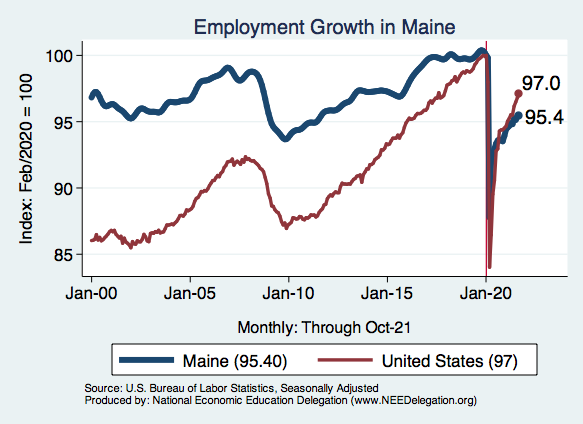 Employment Growth in Maine
Index: Feb/2020 = 100
100
95
90
85
97.0
95.4
Jan-00 Jan-05 Jan-10 Jan-15 Jan-20
Monthly: Through Oct-21
Maine (95.40) United States (97)
Source: U.S. Bureau of Labor Statistics, Seasonally Adjusted
Produced by: National Economic Education Delegation (www.NEEDelegation.org)